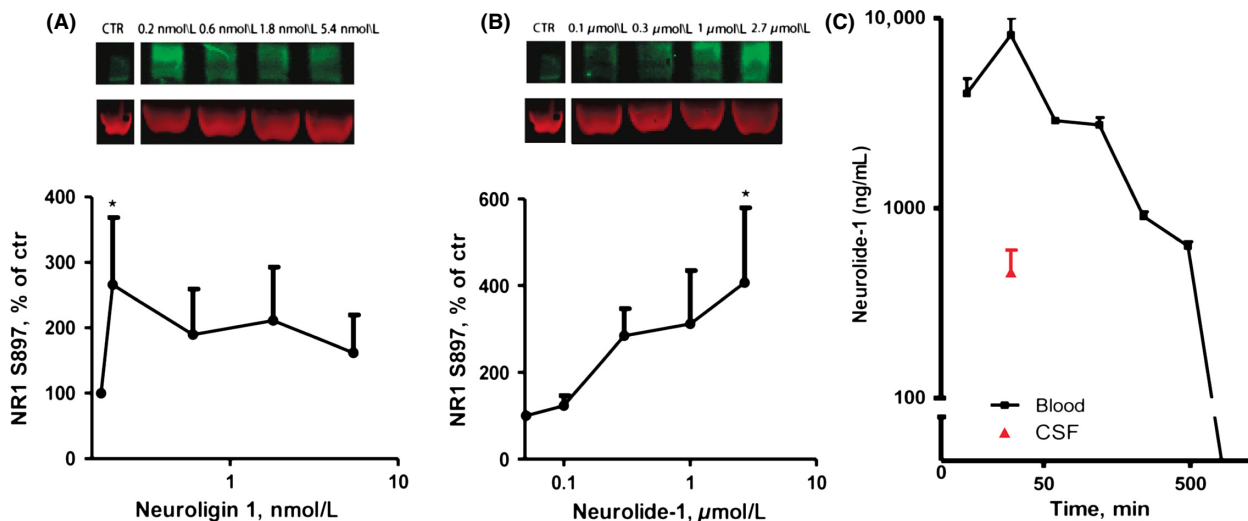 (A)
CTR 0.2 nmol\L 0.6 nmol\L 1.8 nmol\L 5.4 nmol\L
NR1 S897, % of ctr
400
300
200
100
0
1 10
Neuroligin 1, nmol/L
*
(B)
CTR 0.1 µmol\L 0.3 µmol\L 1 µmol\L 2.7 µmol\L
NR1 S897, % of ctr
600
400
200
0
0.1 1 10
Neurolide-1, µmol/L
*
(C)
Neurolide-1 (ng/mL)
10,000
1000
100
Blood
CSF
0 50 500
Time, min